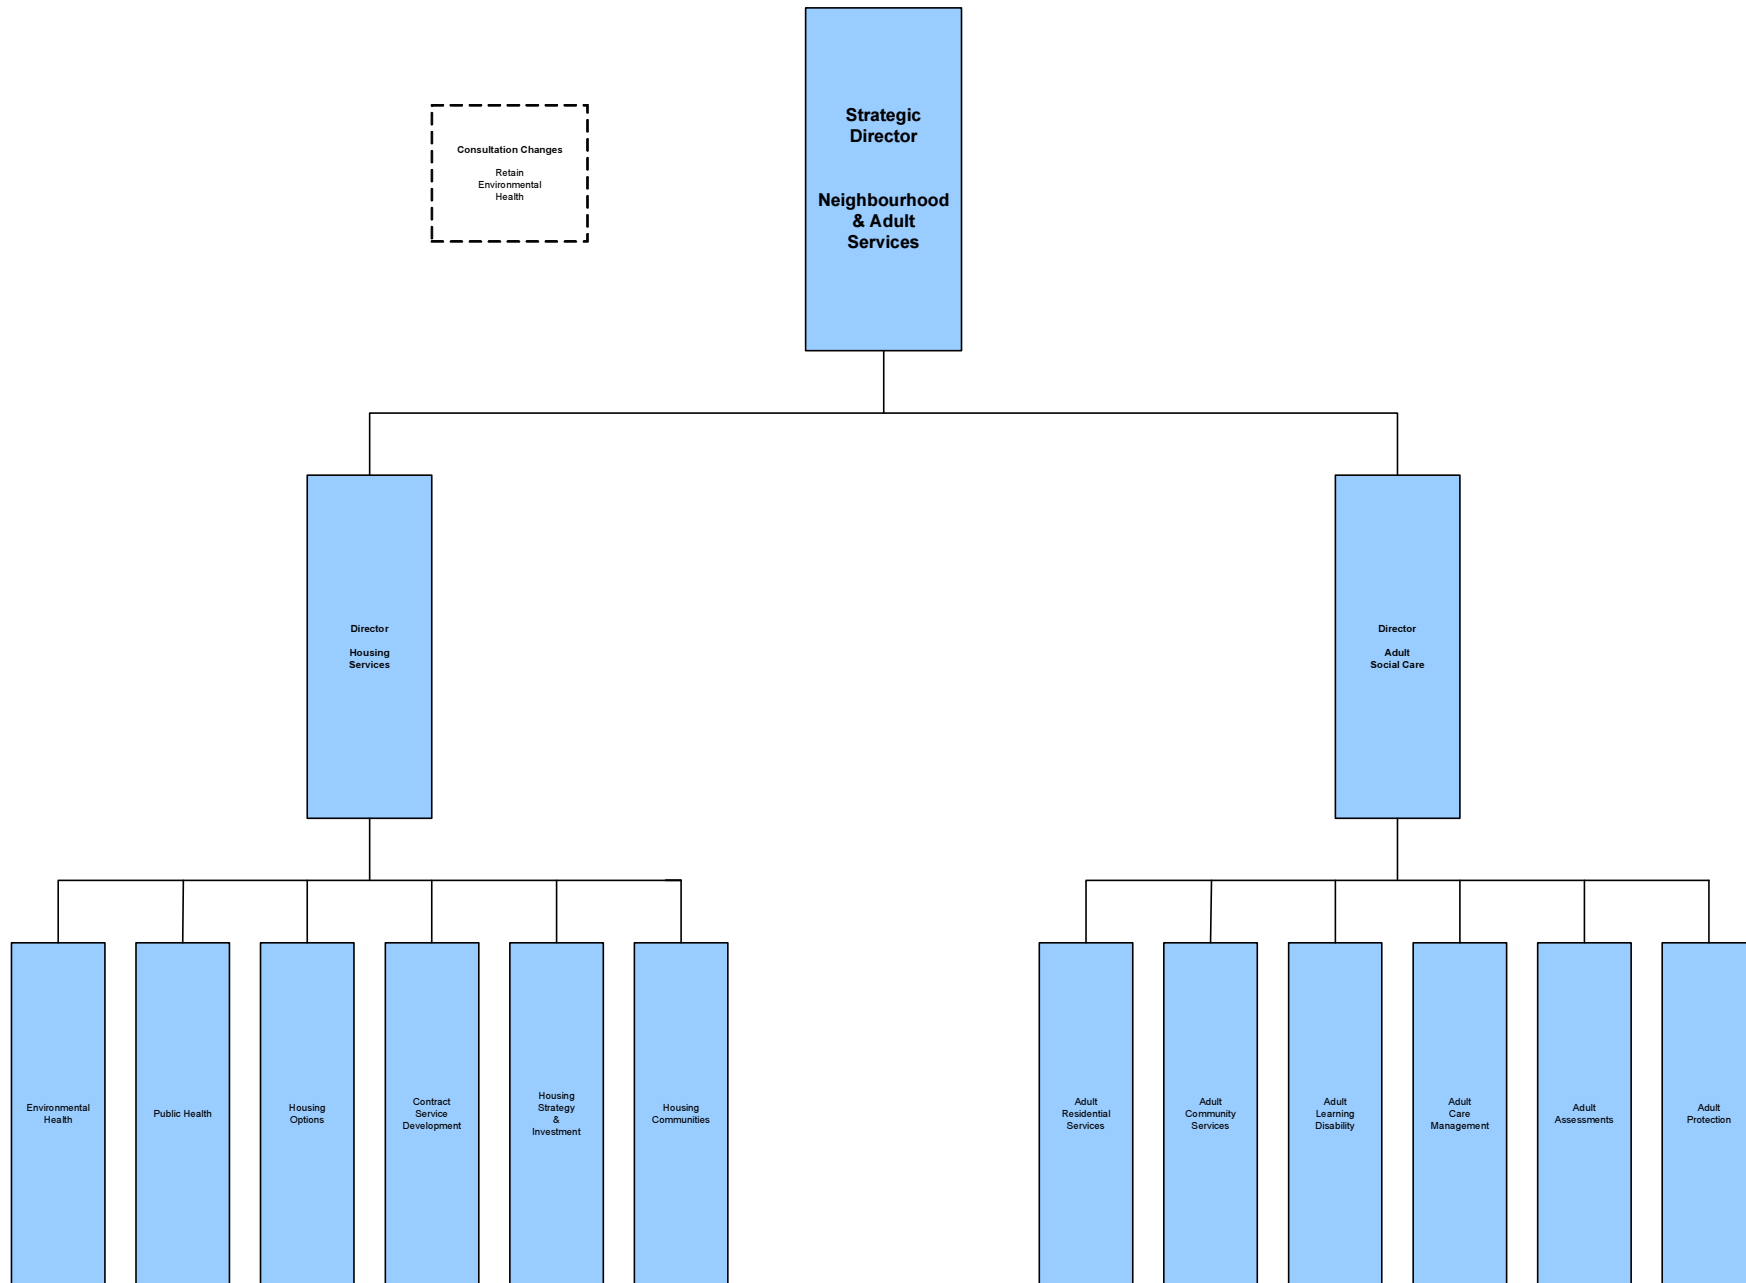 Strategic
Director
Neighbourhood
& Adult
Services
Consultation Changes
Retain
Environmental
Health
Director
Housing
Services
Director
Adult
Social Care
Environmental
Health
Public Health
Housing
Options
Contract
Service
Development
Housing
Strategy
&
Investment
Housing
Communities
Adult
Residential
Services
Adult
Community
Services
Adult
Learning
Disability
Adult
Care
Management
Adult
Assessments
Adult
Protection